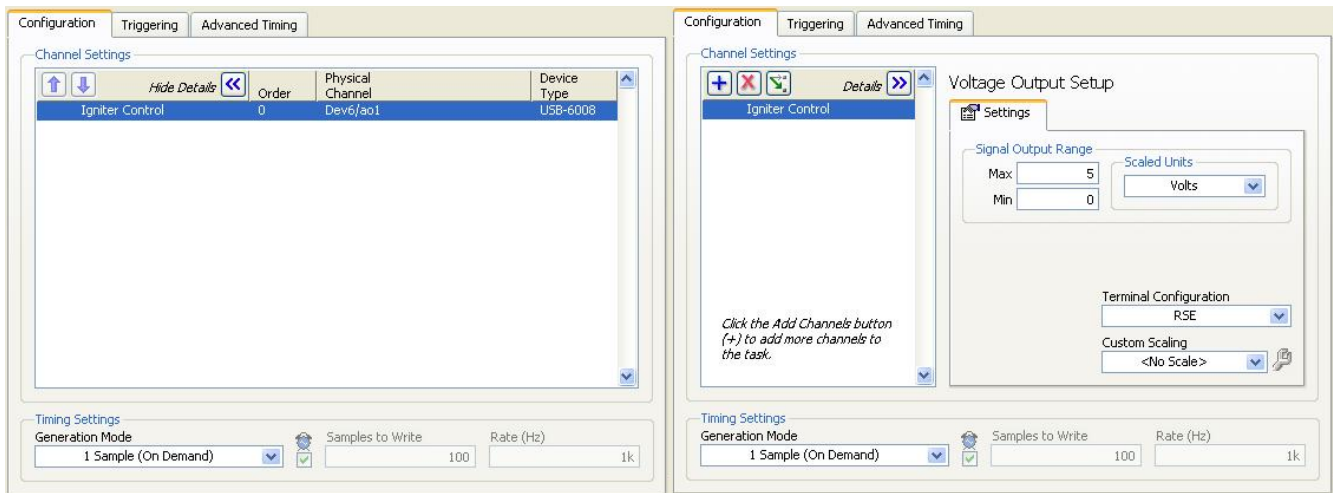 Configuration Triggering Advanced Timing
Channel Settings
Hide Details Order Physical Channel Device Type
Igniter Control 0 Dev6/ao1 USB-6008
Timing Settings
Generation Mode Samples to Write Rate (Hz)
1 Sample (On Demand) 100 1k
Configuration Triggering Advanced Timing
Channel Settings
Details
Igniter Control
Click the Add Channels button
(+) to add more channels to
the task.
Voltage Output Setup
Settings
Signal Output Range
Max 5
Min 0
Scaled Units
Volts
Terminal Configuration
RSE
Custom Scaling
<No Scale>
Timing Settings
Generation Mode Samples to Write Rate (Hz)
1 Sample (On Demand) 100 1k